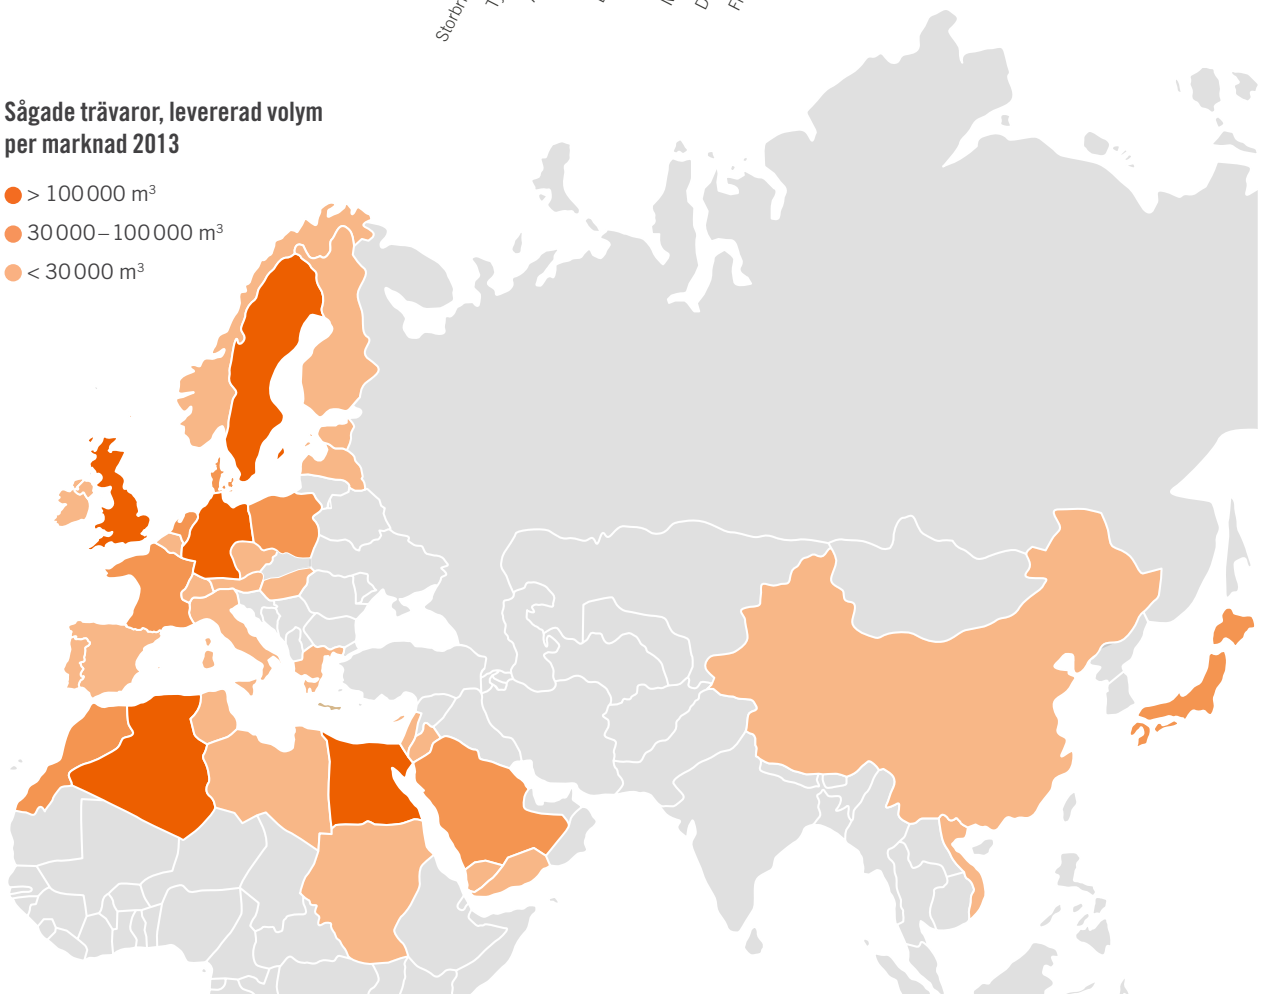 Sågade trävaror, levererad volym
per marknad 2013
> 100 000 m³
30 000 – 100 000 m³
< 30 000 m³